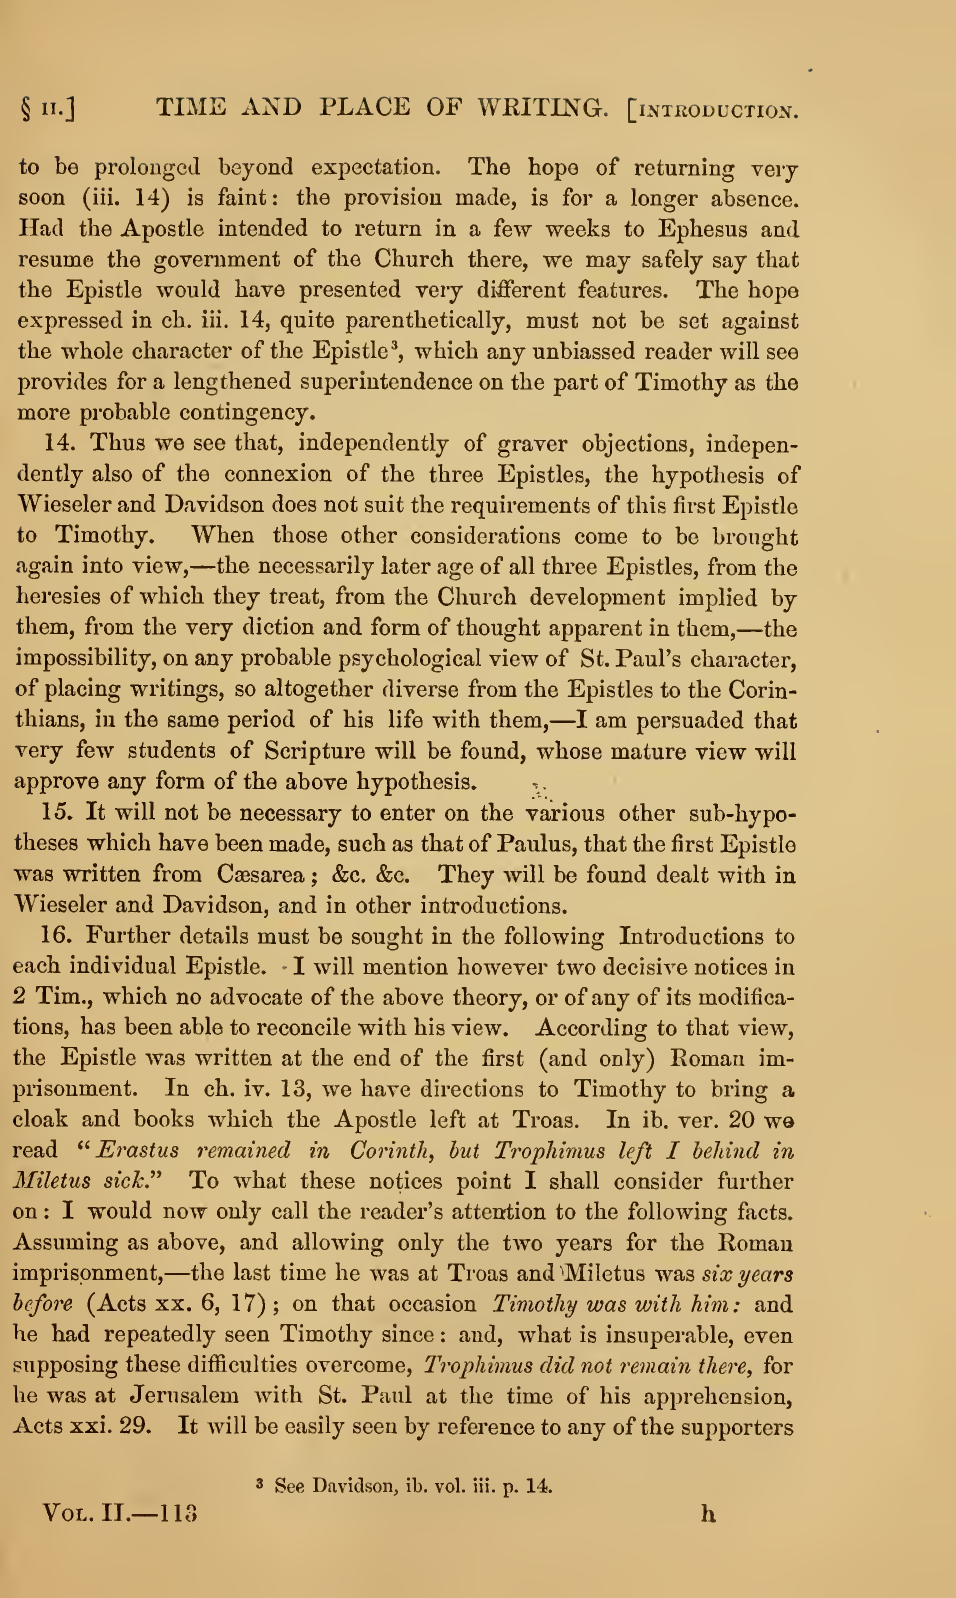 § II.] TIME AND PLACE OF WRITING. [INTRODUCTION.
to be prolonged beyond expectation. The hope of returning very
soon (iii. 14) is faint: the provision made, is for a longer absence.
Had the Apostle intended to return in a few weeks to Ephesus and
resume the government of the Church there, we may safely say that
the Epistle would have presented very different features. The hope
expressed in ch. iii. 14, quite parenthetically, must not be set against
the whole character of the Epistle³, which any unbiassed reader will see
provides for a lengthened superintendence on the part of Timothy as the
more probable contingency.
14. Thus we see that, independently of graver objections, indepen-
dently also of the connexion of the three Epistles, the hypothesis of
Wieseler and Davidson does not suit the requirements of this first Epistle
to Timothy. When those other considerations come to be brought
again into view,—the necessarily later age of all three Epistles, from the
heresies of which they treat, from the Church development implied by
them, from the very diction and form of thought apparent in them,—the
impossibility, on any probable psychological view of St. Paul's character,
of placing writings, so altogether diverse from the Epistles to the Corin-
thians, in the same period of his life with them,—I am persuaded that
very few students of Scripture will be found, whose mature view will
approve any form of the above hypothesis.
15. It will not be necessary to enter on the various other sub-hypo-
theses which have been made, such as that of Paulus, that the first Epistle
was written from Cæsarea; &c. &c. They will be found dealt with in
Wieseler and Davidson, and in other introductions.
16. Further details must be sought in the following Introductions to
each individual Epistle. I will mention however two decisive notices in
2 Tim., which no advocate of the above theory, or of any of its modifica-
tions, has been able to reconcile with his view. According to that view,
the Epistle was written at the end of the first (and only) Roman im-
prisonment. In ch. iv. 13, we have directions to Timothy to bring a
cloak and books which the Apostle left at Troas. In ib. ver. 20 we
read "Erastus remained in Corinth, but Trophimus left I behind in
Miletus sick." To what these notices point I shall consider further
on: I would now only call the reader's attention to the following facts.
Assuming as above, and allowing only the two years for the Roman
imprisonment,—the last time he was at Troas and Miletus was six years
before (Acts xx. 6, 17); on that occasion Timothy was with him: and
he had repeatedly seen Timothy since: and, what is insuperable, even
supposing these difficulties overcome, Trophimus did not remain there, for
he was at Jerusalem with St. Paul at the time of his apprehension,
Acts xxi. 29. It will be easily seen by reference to any of the supporters
³ See Davidson, ib. vol. iii. p. 14.
VOL. II.—113 h